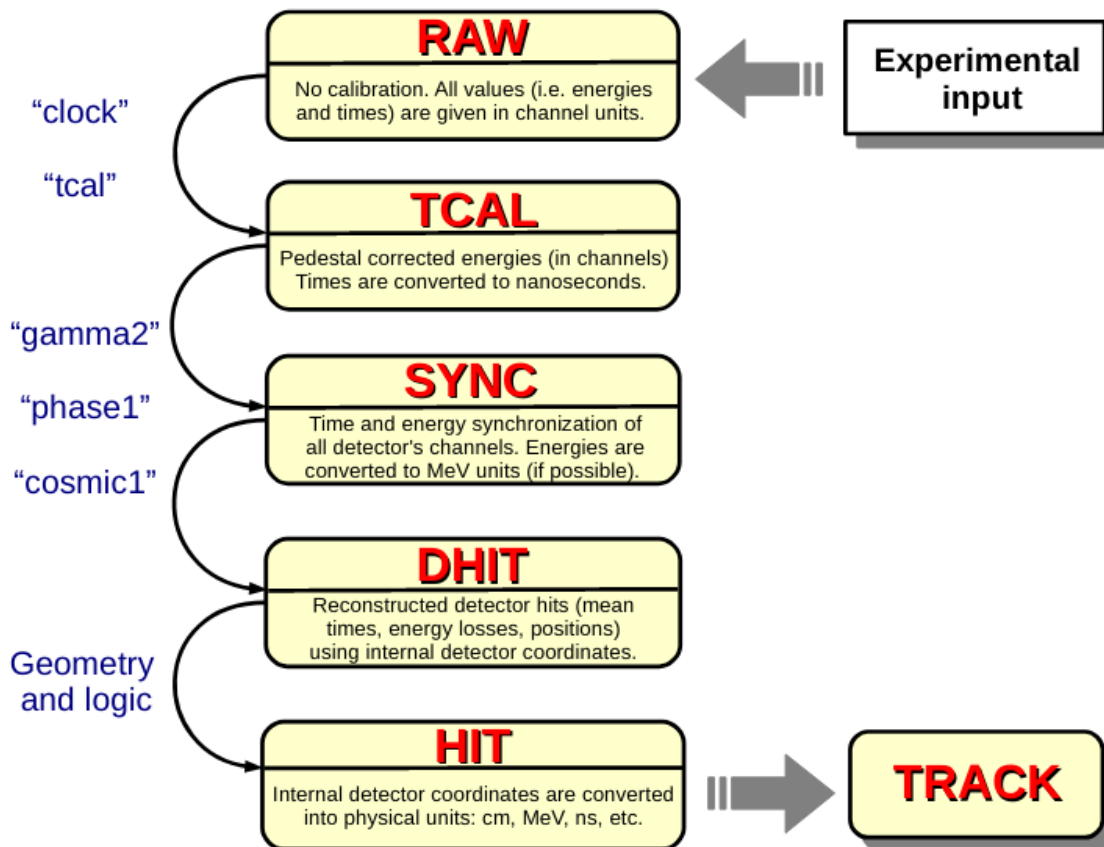 RAW
No calibration. All values (i.e. energies
and times) are given in channel units.
Experimental
input
“clock”
“tcal”
TCAL
Pedestal corrected energies (in channels)
Times are converted to nanoseconds.
“gamma2”
“phase1”
“cosmic1”
SYNC
Time and energy synchronization of
all detector's channels. Energies are
converted to MeV units (if possible).
DHIT
Reconstructed detector hits (mean
times, energy losses, positions)
using internal detector coordinates.
Geometry
and logic
HIT
Internal detector coordinates are converted
into physical units: cm, MeV, ns, etc.
TRACK